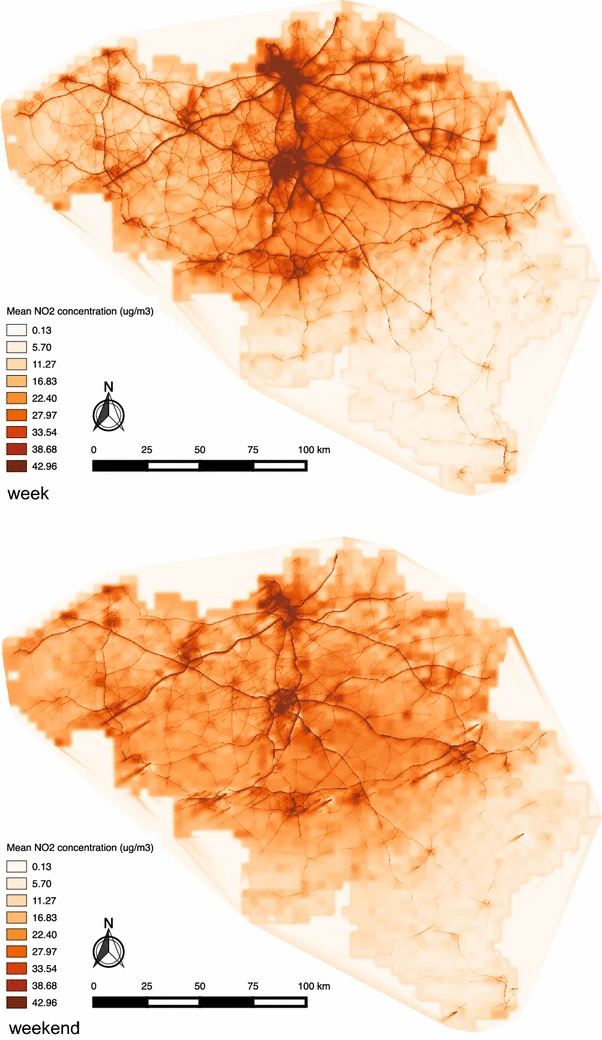 Mean NO2 concentration (ug/m3)
0.13
5.70
11.27
16.83
22.40
27.97
33.54
38.68
42.96
N
0 25 50 75 100 km
week
Mean NO2 concentration (ug/m3)
0.13
5.70
11.27
16.83
22.40
27.97
33.54
38.68
42.96
N
0 25 50 75 100 km
weekend